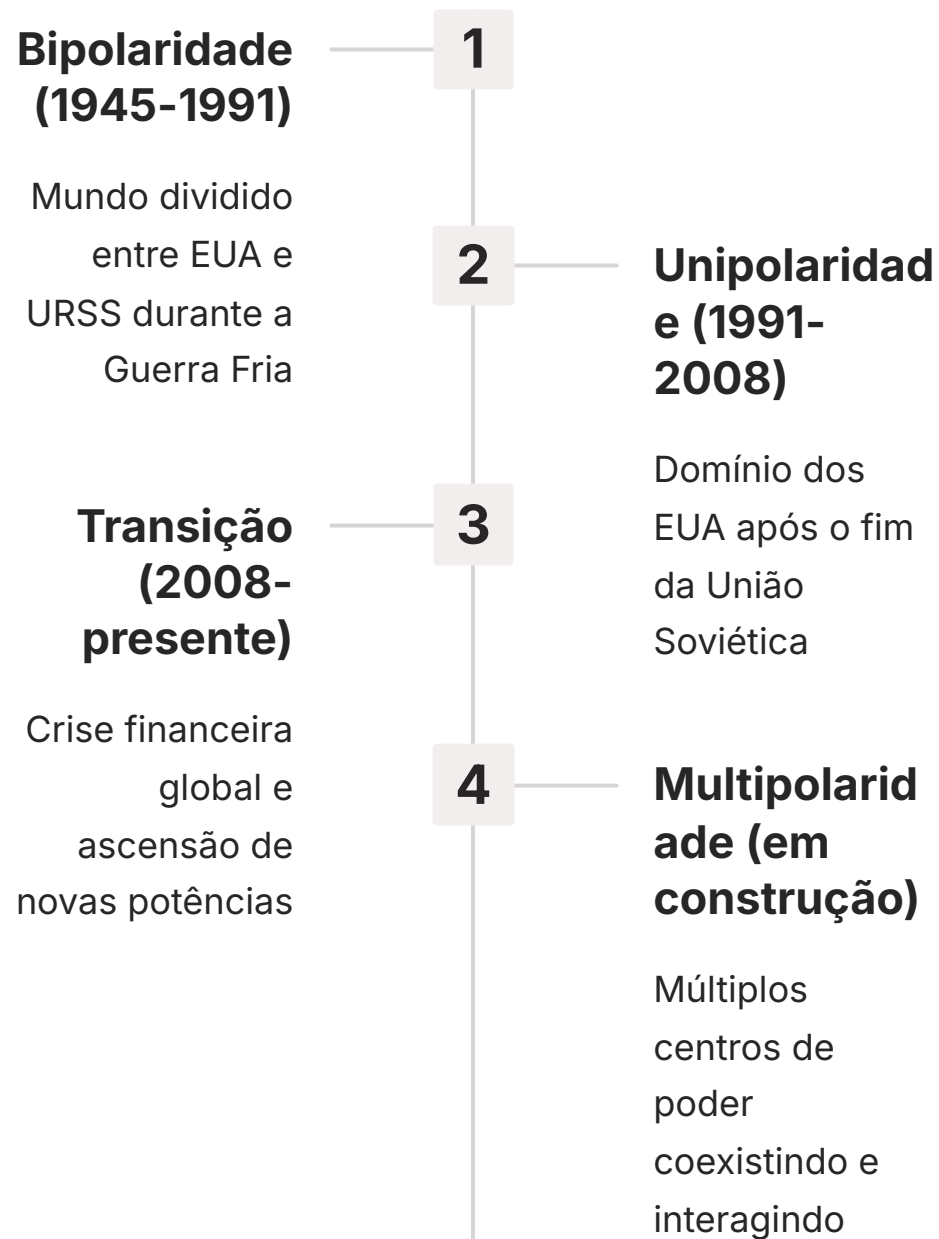 1
Bipolaridade
(1945-1991)
Mundo dividido
entre EUA e
URSS durante a
Guerra Fria
2
Unipolaridad
e (1991-
2008)
Domínio dos
EUA após o fim
da União
Soviética
3
Transição
(2008-
presente)
Crise financeira
global e
ascensão de
novas potências
4
Multipolarid
ade (em
construção)
Múltiplos
centros de
poder
coexistindo e
interagindo